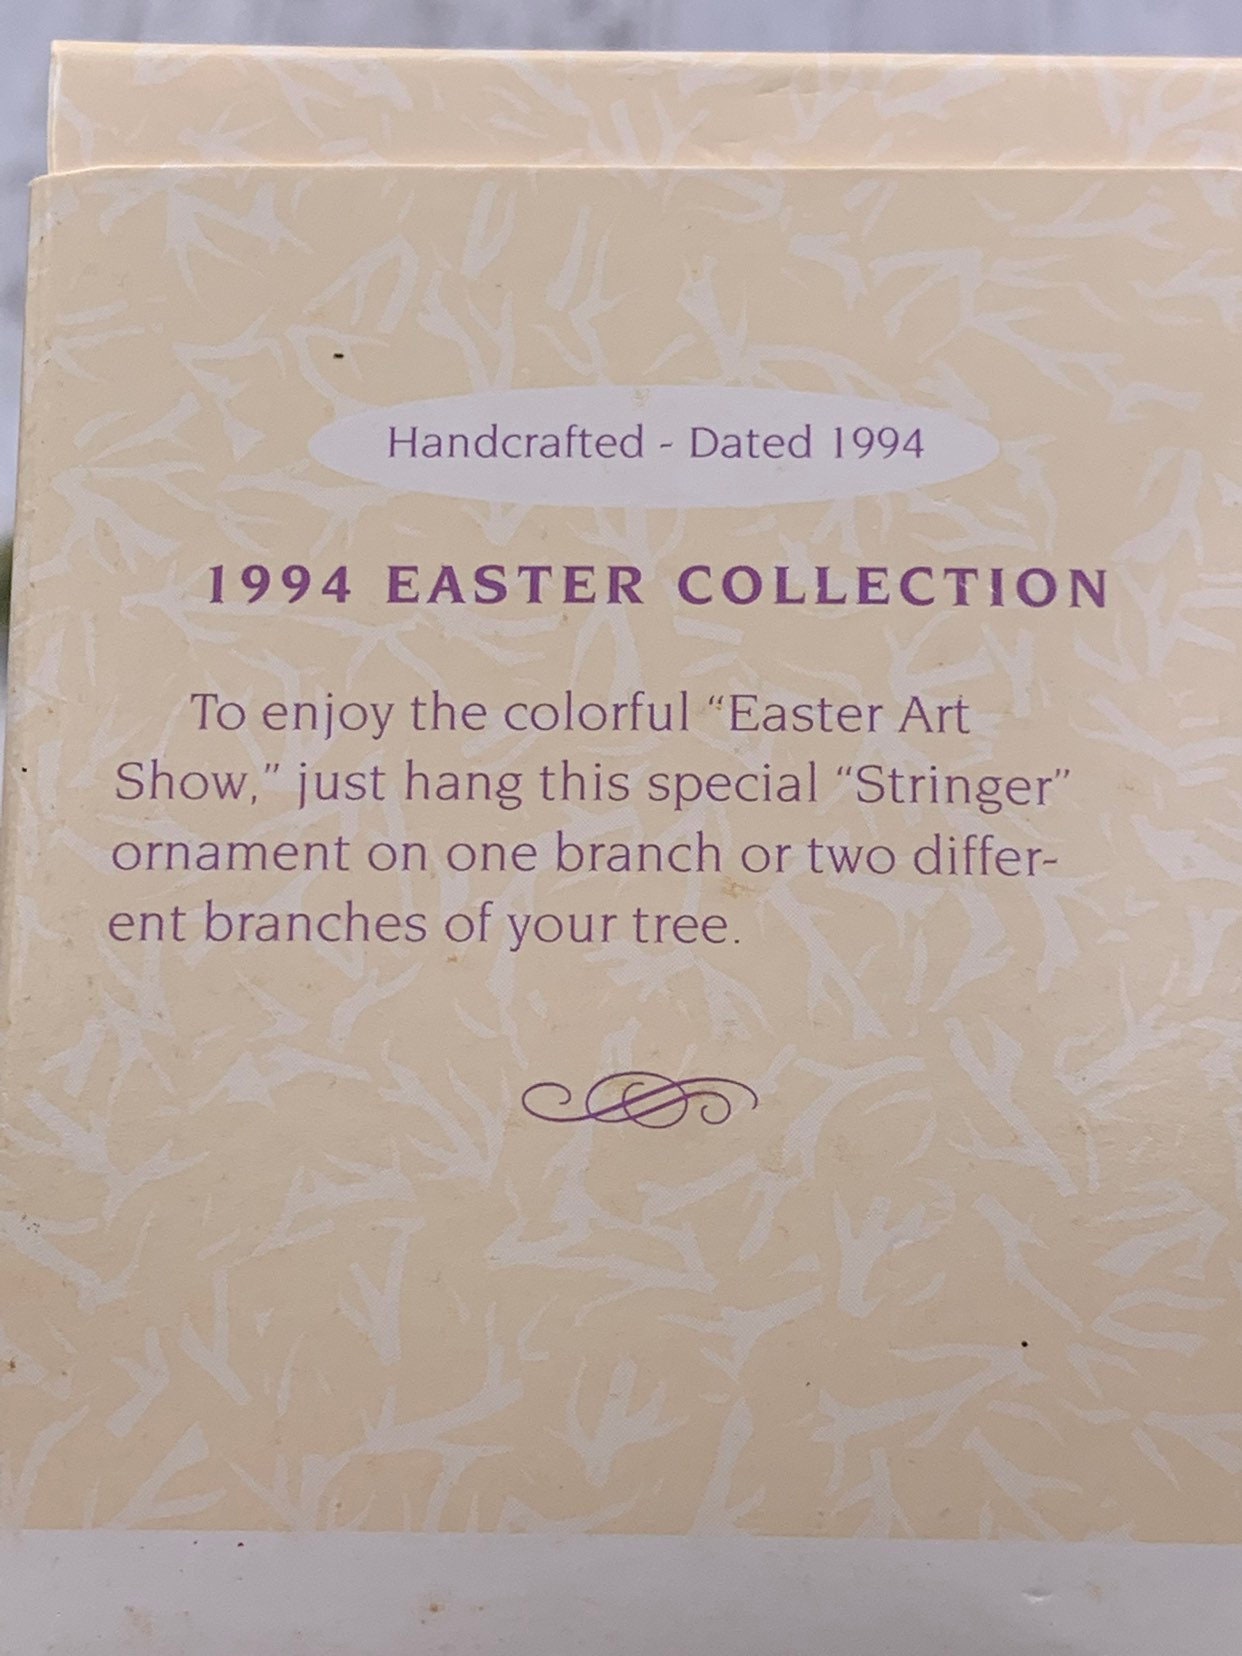 Handcrafted - Dated 1994
1994 EASTER COLLECTION
To enjoy the colorful “Easter Art
Show,” just hang this special “Stringer”
ornament on one branch or two differ-
ent branches of your tree.